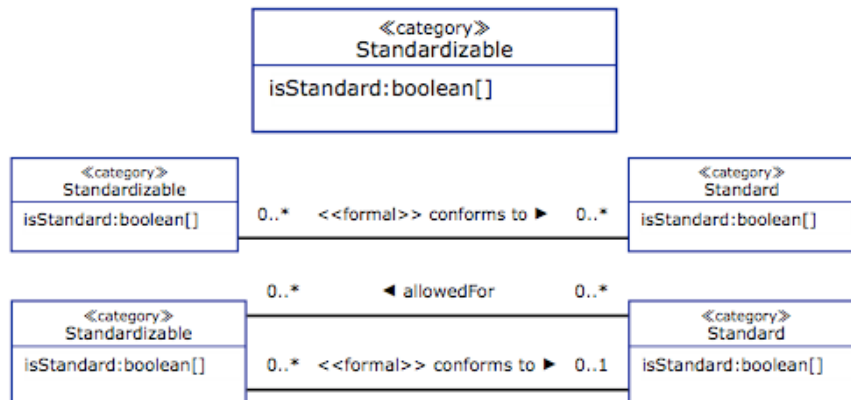 ≪category≫
Standardizable
isStandard:boolean[]
≪category≫
Standardizable
isStandard:boolean[]
0..* <<formal>> conforms to ► 0..*
≪category≫
Standard
isStandard:boolean[]
0..* ◄ allowedFor 0..*
≪category≫
Standardizable
isStandard:boolean[]
0..* <<formal>> conforms to ► 0..1
≪category≫
Standard
isStandard:boolean[]